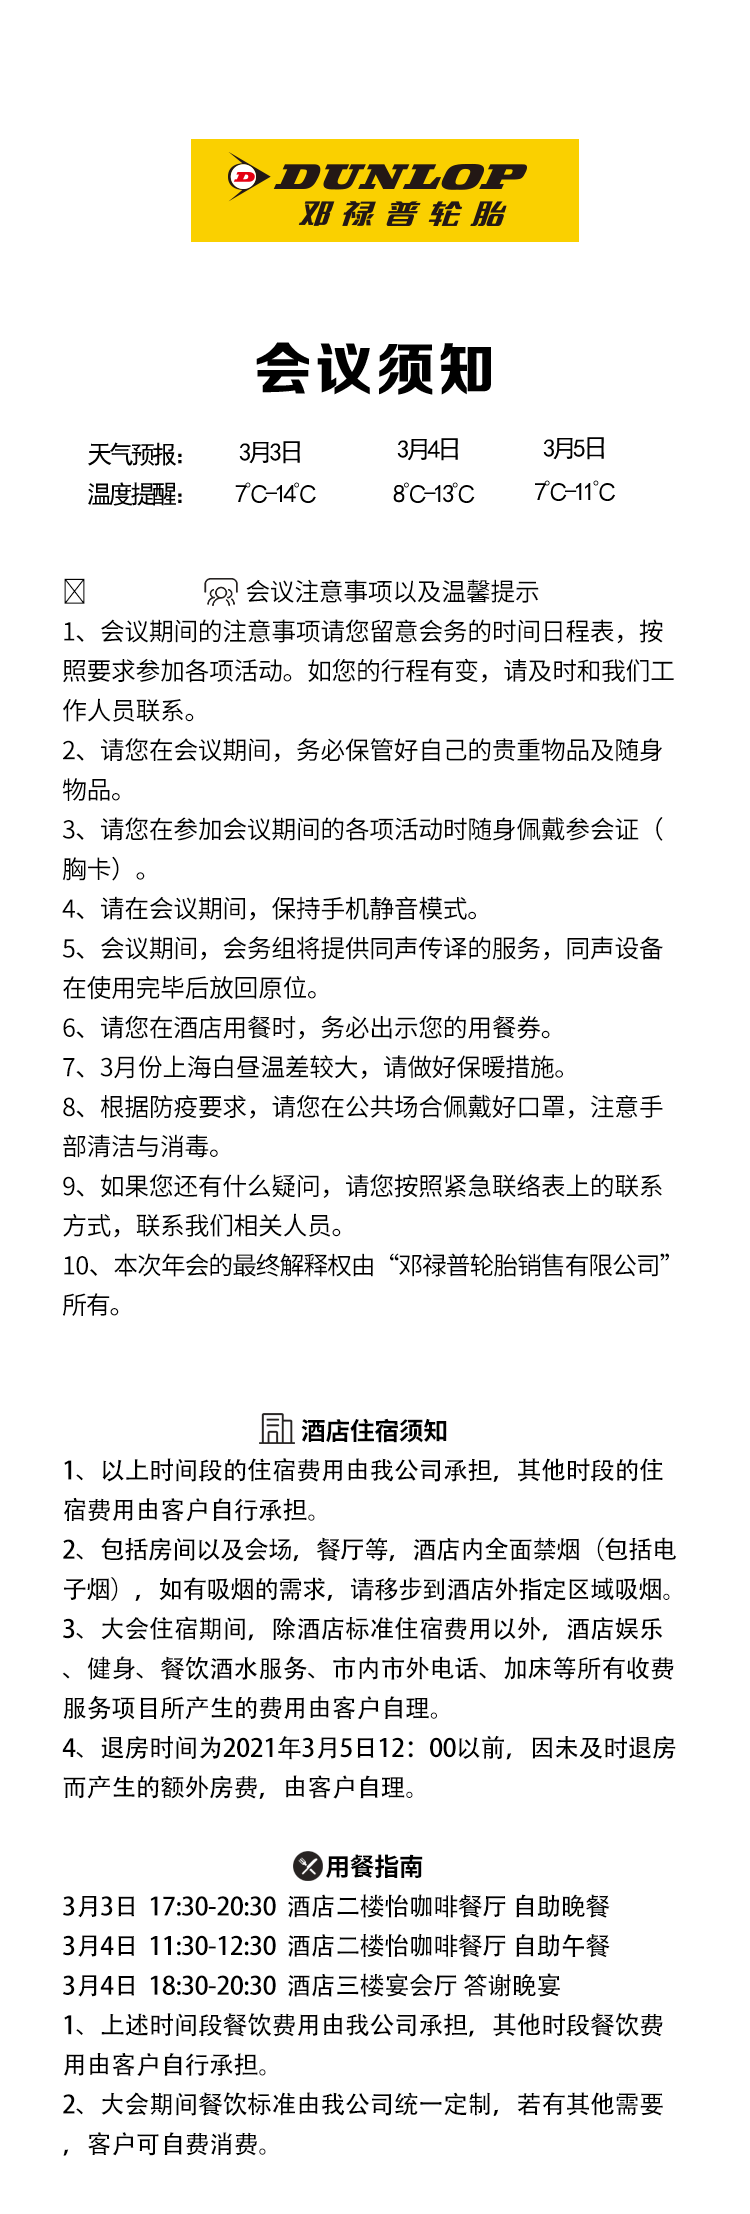 DUNLOP
邓禄普轮胎
会议须知
天气预报： 3月3日 3月4日 3月5日
温度提醒： 7℃-14℃ 8℃-13℃ 7℃-11℃
会议注意事项以及温馨提示
1、会议期间的注意事项请您留意会务的时间日程表，按
照要求参加各项活动。如您的行程有变，请及时和我们工
作人员联系。
2、请您在会议期间，务必保管好自己的贵重物品及随身
物品。
3、请您在参加会议期间的各项活动时随身佩戴参会证（
胸卡）。
4、请在会议期间，保持手机静音模式。
5、会议期间，会务组将提供同声传译的服务，同声设备
在使用完毕后放回原位。
6、请您在酒店用餐时，务必出示您的用餐券。
7、3月份上海白昼温差较大，请做好保暖措施。
8、根据防疫要求，请您在公共场合佩戴好口罩，注意手
部清洁与消毒。
9、如果您还有什么疑问，请您按照紧急联络表上的联系
方式，联系我们相关人员。
10、本次年会的最终解释权由“邓禄普轮胎销售有限公司”
所有。
酒店住宿须知
1、以上时间段的住宿费用由我公司承担，其他时段的住
宿费用由客户自行承担。
2、包括房间以及会场，餐厅等，酒店内全面禁烟（包括电
子烟），如有吸烟的需求，请移步到酒店外指定区域吸烟。
3、大会住宿期间，除酒店标准住宿费用以外，酒店娱乐
、健身、餐饮酒水服务、市内市外电话、加床等所有收费
服务项目所产生的费用由客户自理。
4、退房时间为2021年3月5日12：00以前，因未及时退房
而产生的额外房费，由客户自理。
用餐指南
3月3日 17:30-20:30 酒店二楼怡咖啡餐厅 自助晚餐
3月4日 11:30-12:30 酒店二楼怡咖啡餐厅 自助午餐
3月4日 18:30-20:30 酒店三楼宴会厅 答谢晚宴
1、上述时间段餐饮费用由我公司承担，其他时段餐饮费
用由客户自行承担。
2、大会期间餐饮标准由我公司统一定制，若有其他需要
，客户可自费消费。